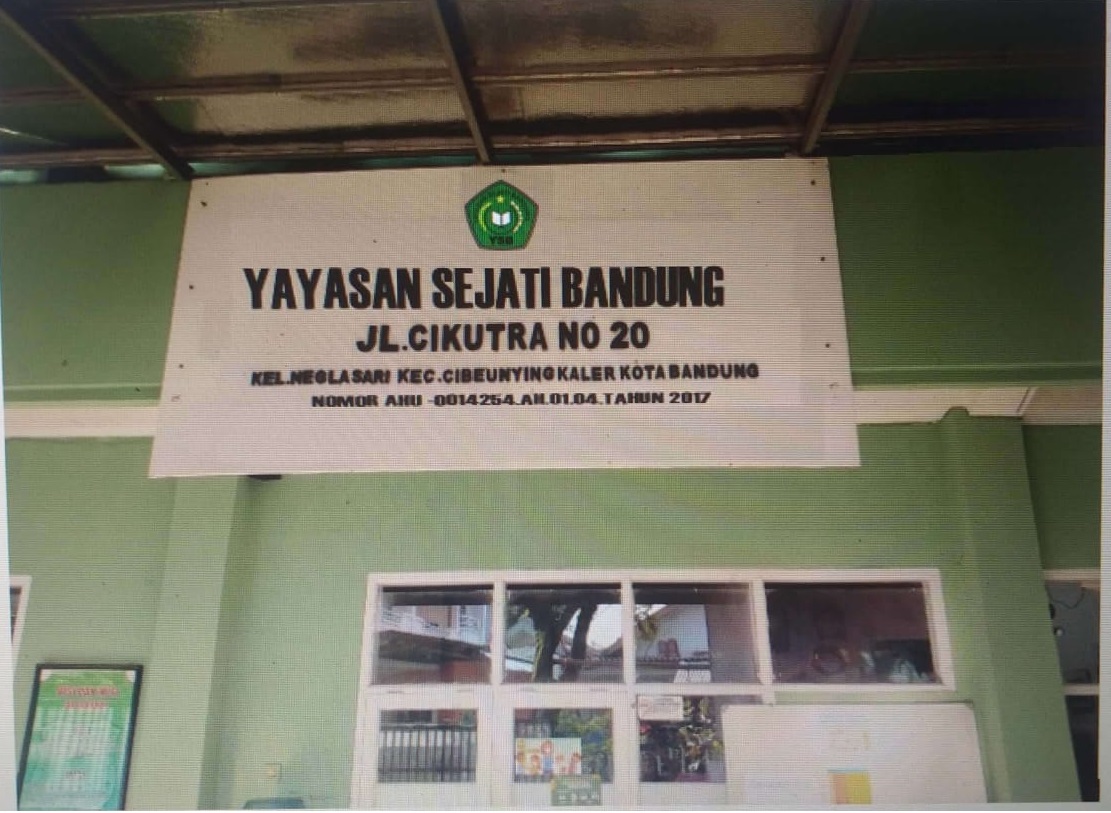 YSB
YAYASAN SEJATI BANDUNG
JL.CIKUTRA NO 20
KEL.NEGLASARI KEC.CIBEUNYING KALER KOTA BANDUNG
NOMOR AHU -0014254.AH.01.04.TAHUN 2017